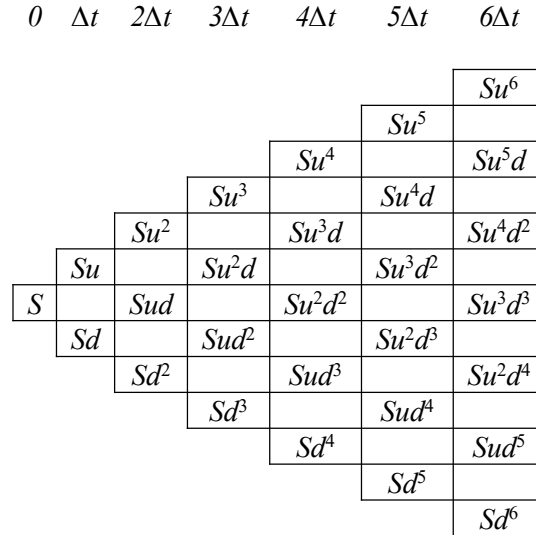 0 Δt 2Δt 3Δt 4Δt 5Δt 6Δt
Su⁶
Su⁵
Su⁴ Su⁵d
Su³ Su⁴d
Su² Su³d Su⁴d²
Su Su²d Su³d²
S Sud Su²d² Su³d³
Sd Sud² Su²d³
Sd² Sud³ Su²d⁴
Sd³ Sud⁴
Sd⁴ Sud⁵
Sd⁵
Sd⁶